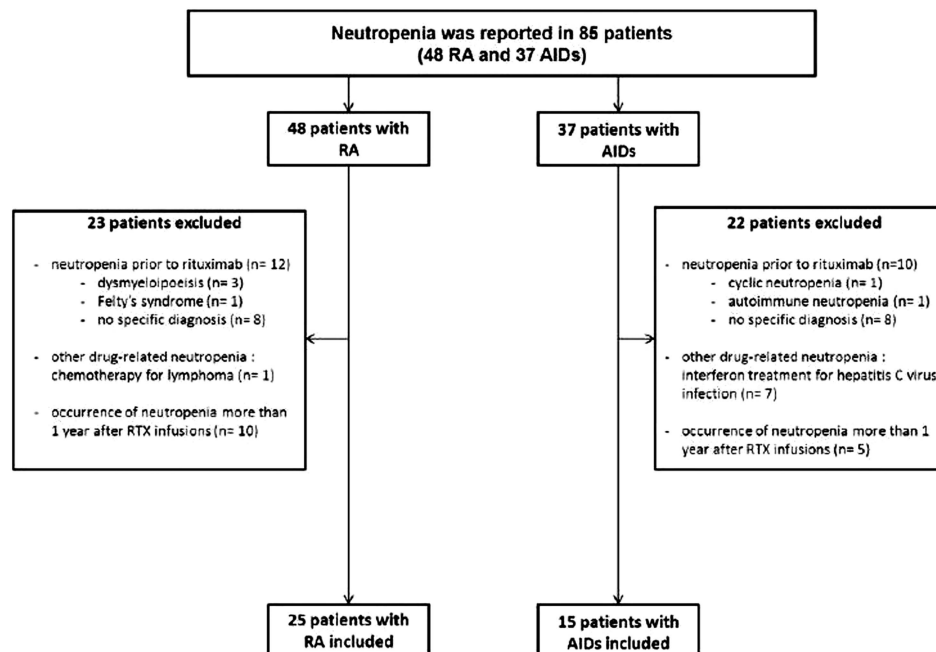 Neutropenia was reported in 85 patients
(48 RA and 37 AIDs)
48 patients with
RA
37 patients with
AIDs
23 patients excluded
- neutropenia prior to rituximab (n= 12)
- dysmyeloipoeisis (n= 3)
- Felty's syndrome (n= 1)
- no specific diagnosis (n= 8)
- other drug-related neutropenia :
chemotherapy for lymphoma (n= 1)
- occurrence of neutropenia more than
1 year after RTX infusions (n= 10)
22 patients excluded
- neutropenia prior to rituximab (n=10)
- cyclic neutropenia (n= 1)
- autoimmune neutropenia (n= 1)
- no specific diagnosis (n= 8)
- other drug-related neutropenia :
interferon treatment for hepatitis C virus
infection (n= 7)
- occurrence of neutropenia more than 1
year after RTX infusions (n= 5)
25 patients with
RA included
15 patients with
AIDs included